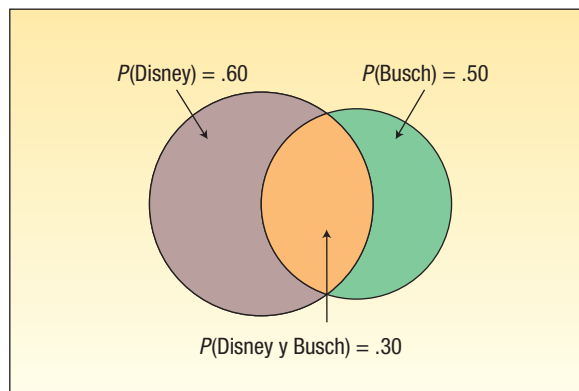 P(Disney) = .60
P(Busch) = .50
P(Disney y Busch) = .30